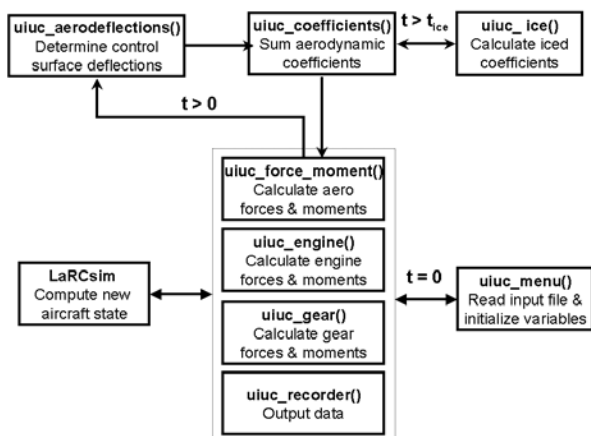 uiuc_aerodeflections()
Determine control
surface deflections
uiuc_coefficients()
Sum aerodynamic
coefficients
t > tice
uiuc_ ice()
Calculate iced
coefficients
t > 0
uiuc_force_moment()
Calculate aero
forces & moments
uiuc_engine()
Calculate engine
forces & moments
LaRCsim
Compute new
aircraft state
t = 0
uiuc_menu()
Read input file &
initialize variables
uiuc_gear()
Calculate gear
forces & moments
uiuc_recorder()
Output data